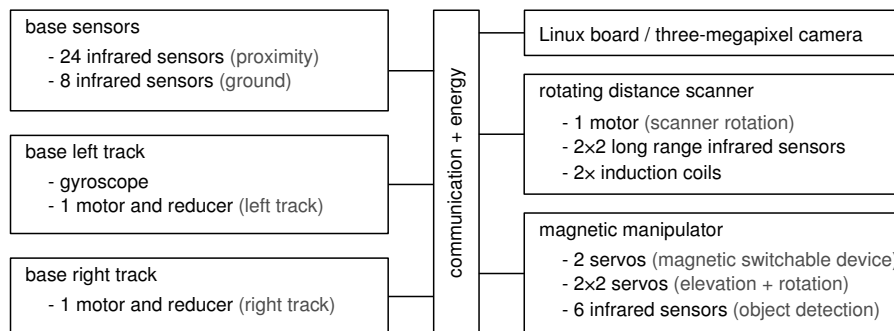 base sensors
- 24 infrared sensors (proximity)
- 8 infrared sensors (ground)
base left track
- gyroscope
- 1 motor and reducer (left track)
base right track
- 1 motor and reducer (right track)
communication + energy
Linux board / three-megapixel camera
rotating distance scanner
- 1 motor (scanner rotation)
- 2×2 long range infrared sensors
- 2× induction coils
magnetic manipulator
- 2 servos (magnetic switchable device)
- 2×2 servos (elevation + rotation)
- 6 infrared sensors (object detection)